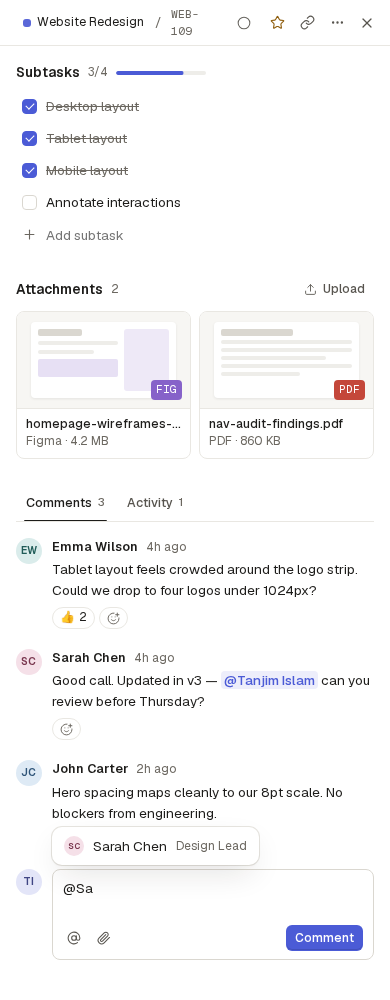 Website Redesign / WEB-
109
Subtasks 3/4
Desktop layout
Tablet layout
Mobile layout
Annotate interactions
+ Add subtask
Attachments 2 Upload
FIG
PDF
homepage-wireframes-...
Figma · 4.2 MB
nav-audit-findings.pdf
PDF · 860 KB
Comments 3 Activity 1
EW Emma Wilson 4h ago
Tablet layout feels crowded around the logo strip.
Could we drop to four logos under 1024px?
👍 2
SC Sarah Chen 4h ago
Good call. Updated in v3 — @Tanjim Islam can you
review before Thursday?
JC John Carter 2h ago
Hero spacing maps cleanly to our 8pt scale. No
blockers from engineering.
SC Sarah Chen Design Lead
TI @Sa
@ Comment